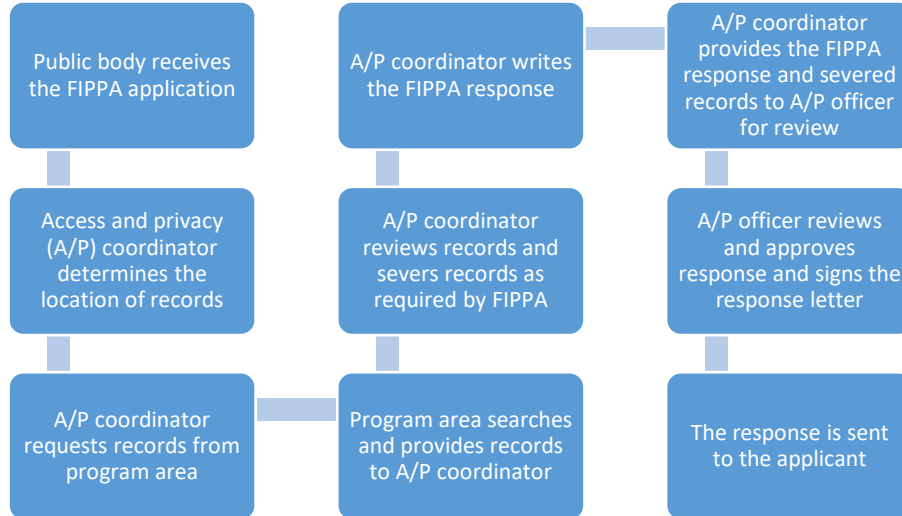 Public body receives
the FIPPA application
Access and privacy
(A/P) coordinator
determines the
location of records
A/P coordinator
requests records from
program area
Program area searches
and provides records
to A/P coordinator
A/P coordinator
reviews records and
severs records as
required by FIPPA
A/P coordinator writes
the FIPPA response
A/P coordinator
provides the FIPPA
response and severed
records to A/P officer
for review
A/P officer reviews
and approves
response and signs the
response letter
The response is sent
to the applicant